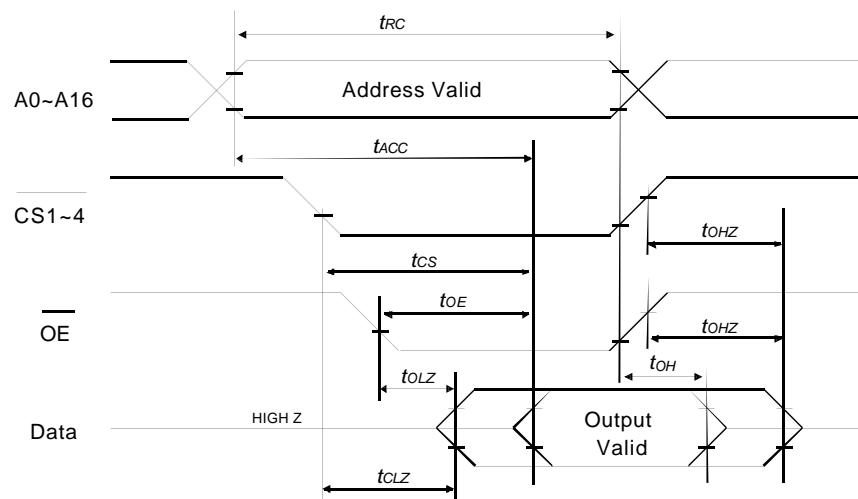 tRC
A0~A16
Address Valid
tACC
CS1~4
tOHZ
tCS
tOE
OE
tOHZ
tOH
tOLZ
HIGH Z
Data
Output
Valid
tCLZ